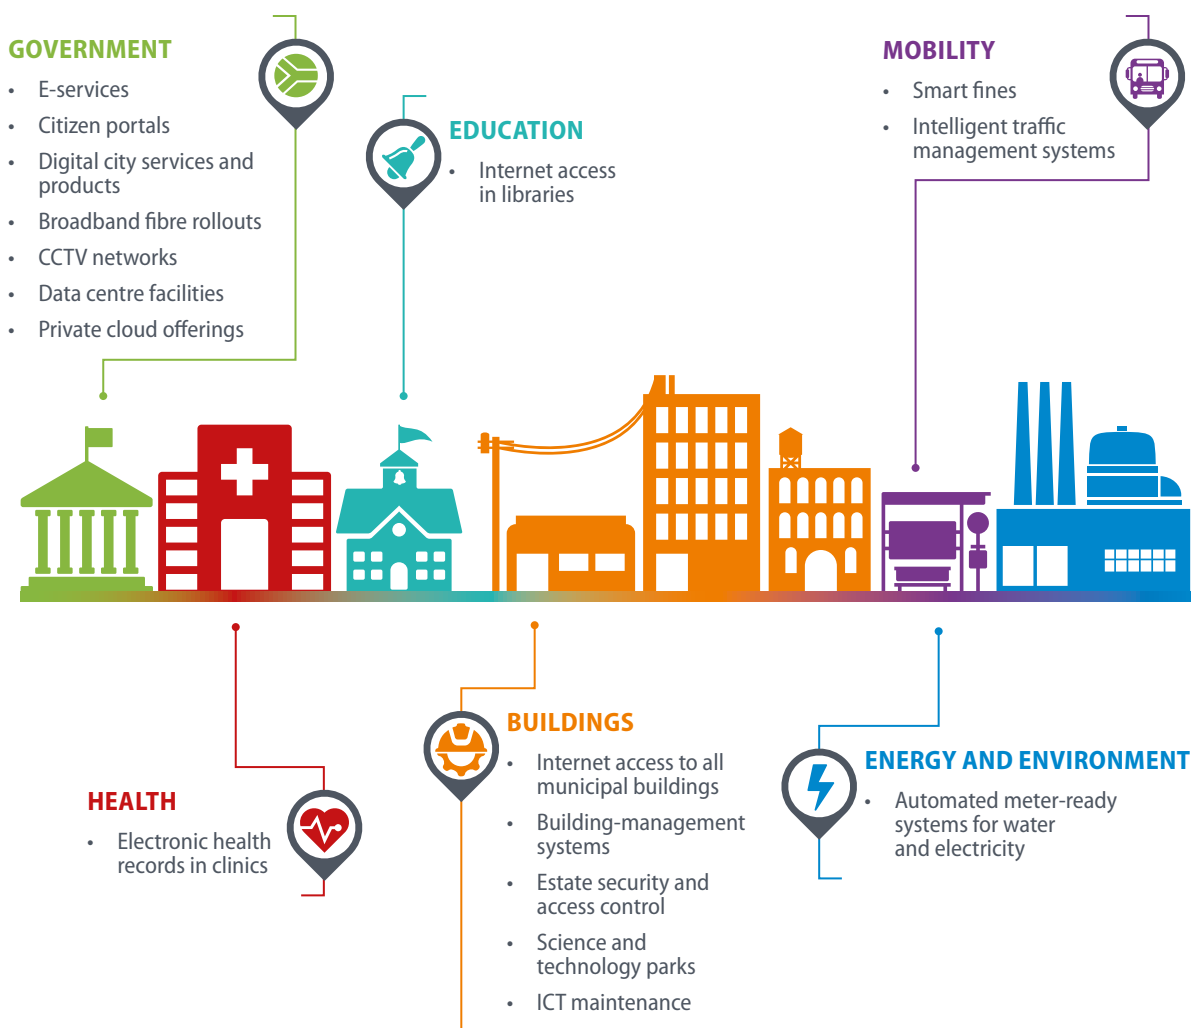 GOVERNMENT
• E-services
• Citizen portals
• Digital city services and
products
• Broadband fibre rollouts
• CCTV networks
• Data centre facilities
• Private cloud offerings
EDUCATION
• Internet access
in libraries
MOBILITY
• Smart fines
• Intelligent traffic
management systems
HEALTH
• Electronic health
records in clinics
BUILDINGS
• Internet access to all
municipal buildings
• Building-management
systems
• Estate security and
access control
• Science and
technology parks
• ICT maintenance
ENERGY AND ENVIRONMENT
• Automated meter-ready
systems for water
and electricity